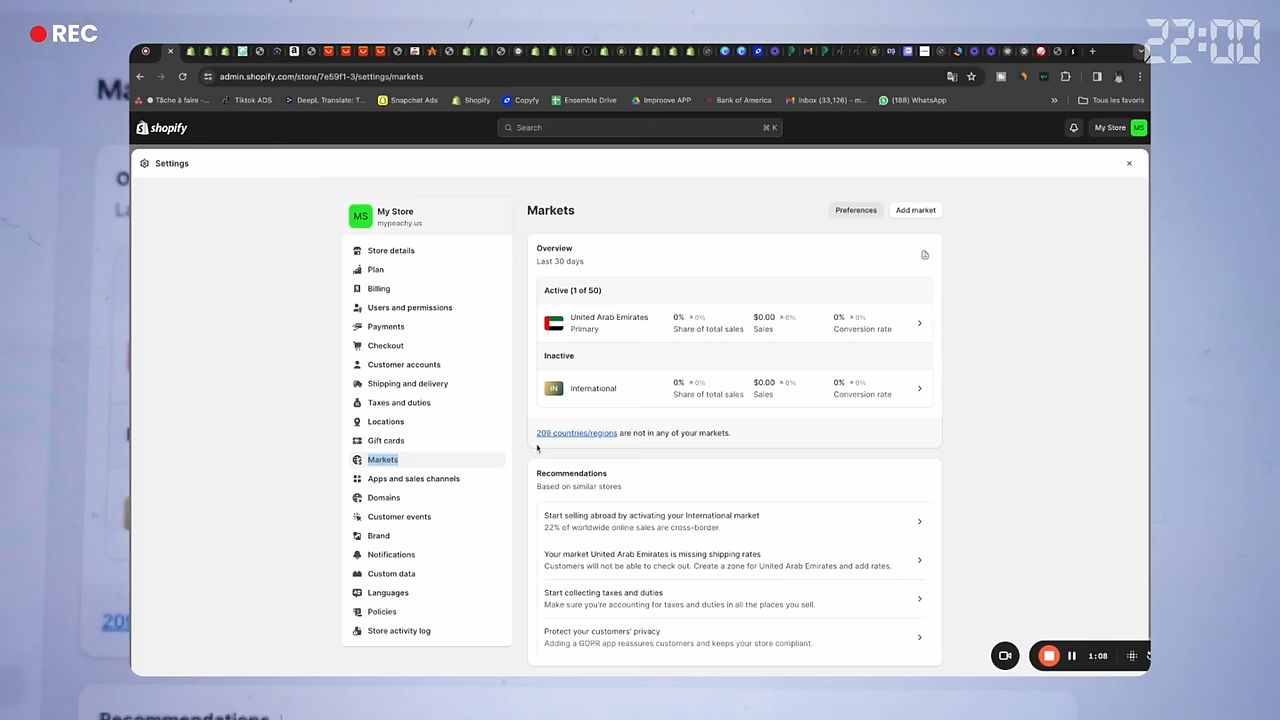 REC
22:00
admin.shopify.com/store/7e59f1-3/settings/markets
Tâche à faire -...
Tiktok ADS
DeepL Translate: T...
Snapchat Ads
Shopify
Copyfy
Ensemble Drive
Improove APP
Bank of America
Inbox (33,126) - m...
(188) WhatsApp
»
Tous les favoris
shopify
Search
⌘ K
My Store
MS
Settings
MS
My Store
mypeachy.us
Store details
Plan
Billing
Users and permissions
Payments
Checkout
Customer accounts
Shipping and delivery
Taxes and duties
Locations
Gift cards
Markets
Apps and sales channels
Domains
Customer events
Brand
Notifications
Custom data
Languages
Policies
Store activity log
Markets
Preferences
Add market
Overview
Last 30 days
Active (1 of 50)
United Arab Emirates
Primary
0% 0%
Share of total sales
$0.00 0%
Sales
0% 0%
Conversion rate
Inactive
IN
International
0% 0%
Share of total sales
$0.00 0%
Sales
0% 0%
Conversion rate
209 countries/regions are not in any of your markets.
Recommendations
Based on similar stores
Start selling abroad by activating your International market
22% of worldwide online sales are cross-border.
Your market United Arab Emirates is missing shipping rates
Customers will not be able to check out. Create a zone for United Arab Emirates and add rates.
Start collecting taxes and duties
Make sure you're accounting for taxes and duties in all the places you sell.
Protect your customers' privacy
Adding a GDPR app reassures customers and keeps your store compliant.
1:08